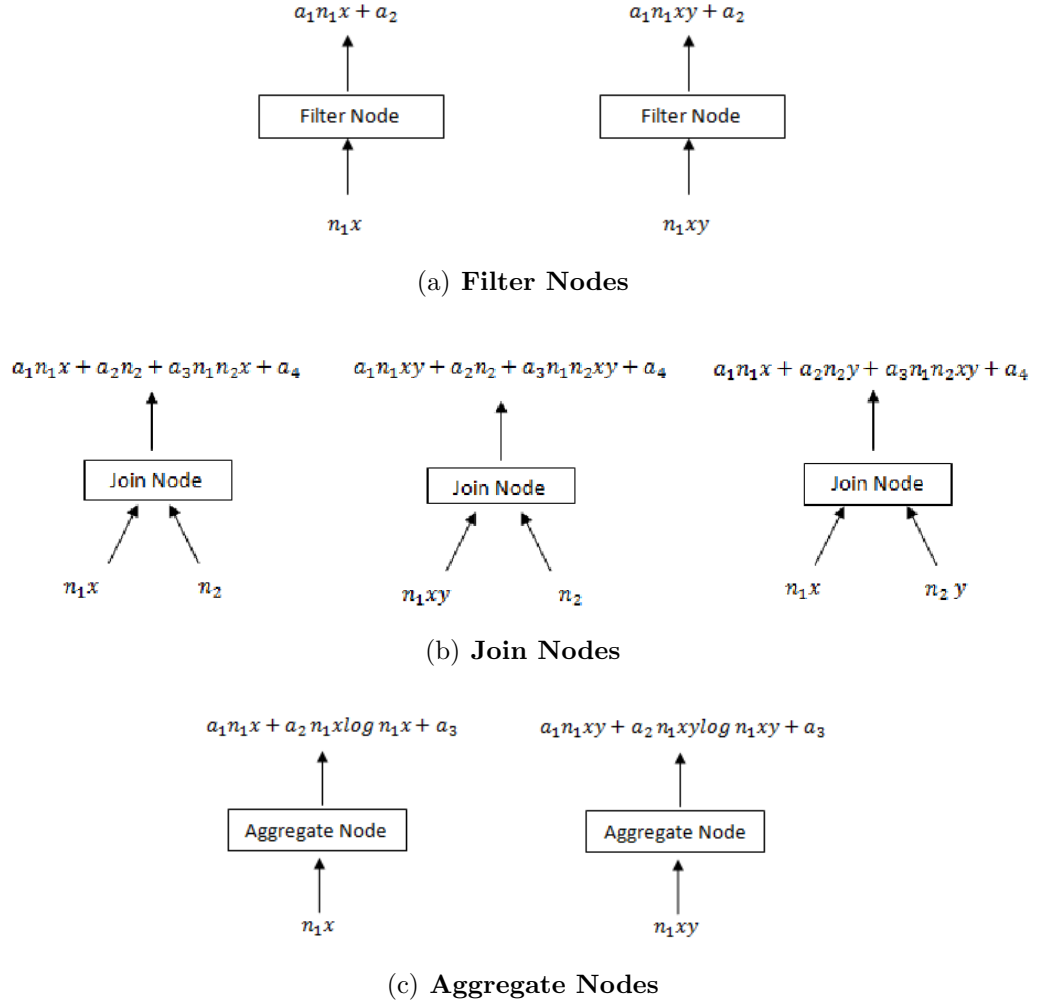 a₁n₁x + a₂ a₁n₁xy + a₂
Filter Node Filter Node
n₁x n₁xy
(a) Filter Nodes
a₁n₁x + a₂n₂ + a₃n₁n₂x + a₄ a₁n₁xy + a₂n₂ + a₃n₁n₂xy + a₄ a₁n₁x + a₂n₂y + a₃n₁n₂xy + a₄
Join Node Join Node Join Node
n₁x n₂ n₁xy n₂ n₁x n₂ y
(b) Join Nodes
a₁n₁x + a₂ n₁xlog n₁x + a₃ a₁n₁xy + a₂ n₁xylog n₁xy + a₃
Aggregate Node Aggregate Node
n₁x n₁xy
(c) Aggregate Nodes